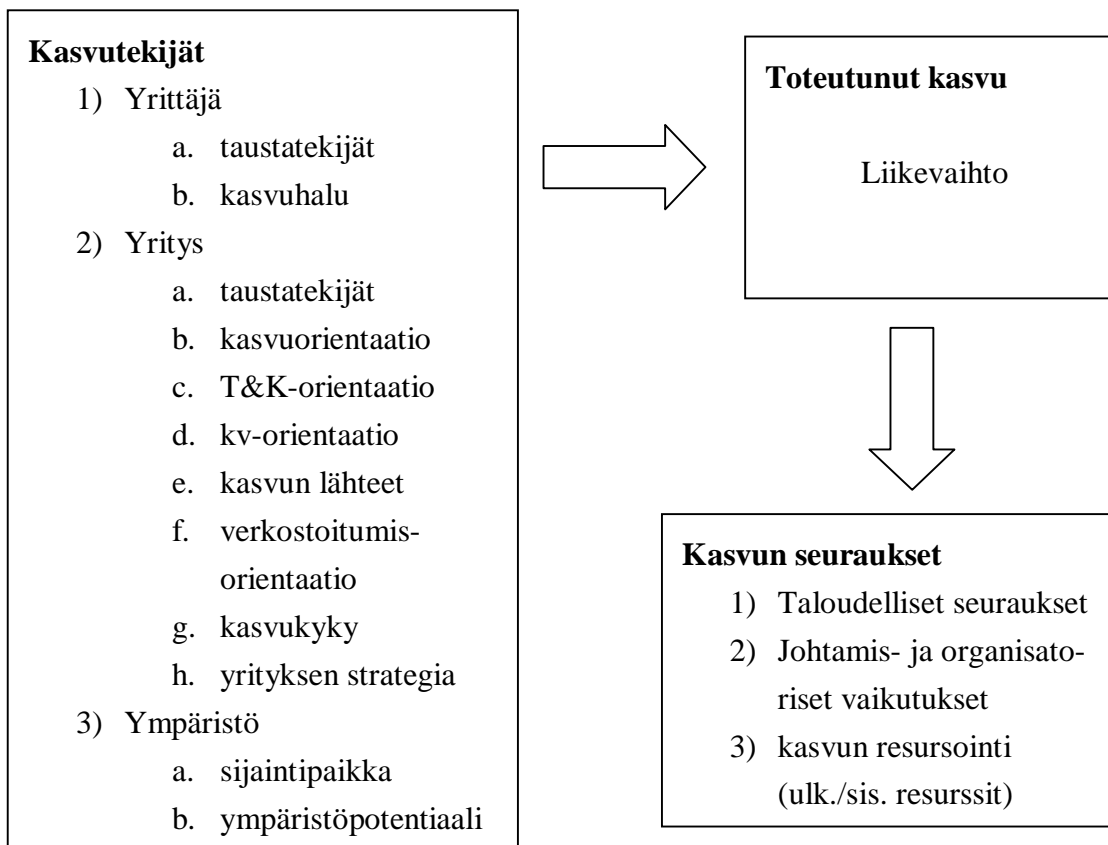 Kasvutekijät
1) Yrittäjä
a. taustatekijät
b. kasvuhalu
2) Yritys
a. taustatekijät
b. kasvuorientaatio
c. T&K-orientaatio
d. kv-orientaatio
e. kasvun lähteet
f. verkostoitumis-
orientaatio
g. kasvukyky
h. yrityksen strategia
3) Ympäristö
a. sijaintipaikka
b. ympäristöpotentiaali
Toteutunut kasvu
Liikevaihto
Kasvun seuraukset
1) Taloudelliset seuraukset
2) Johtamis- ja organisato-
riset vaikutukset
3) kasvun resursointi
(ulk./sis. resurssit)